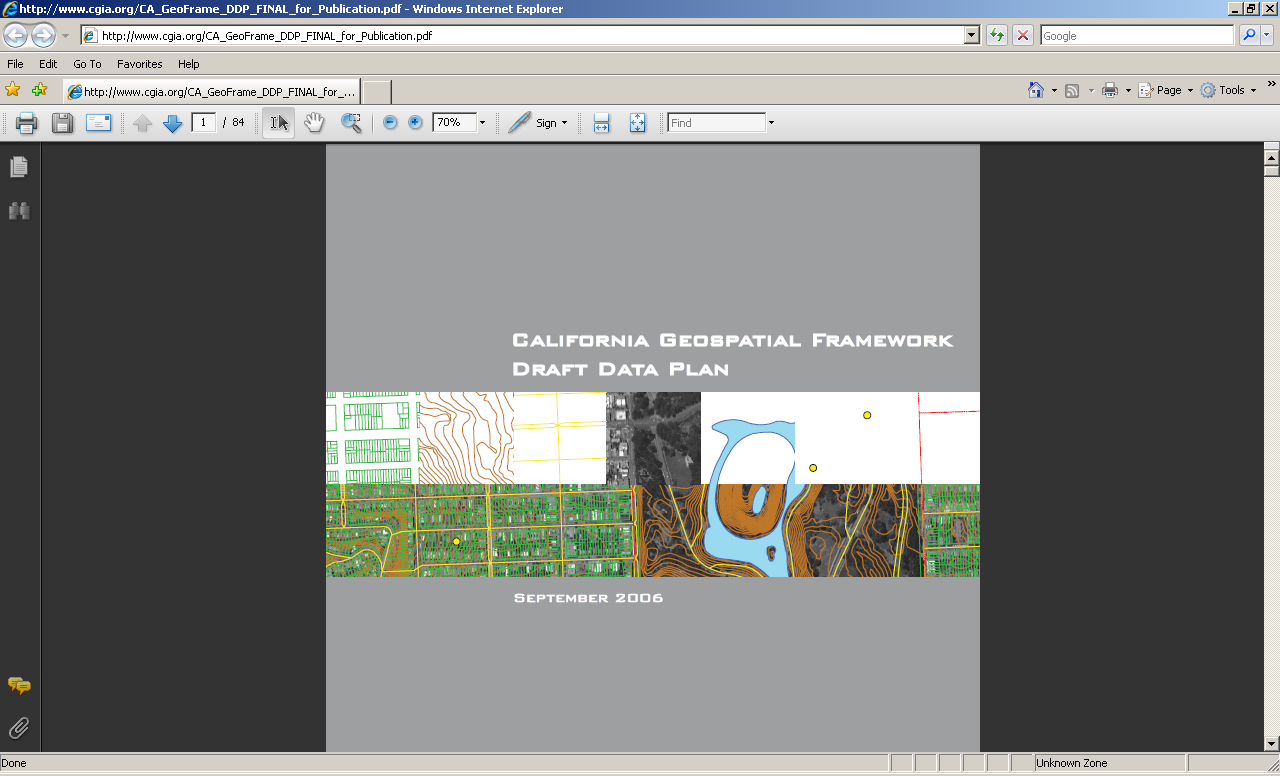 http://www.cgia.org/CA_GeoFrame_DDP_FINAL_for_Publication.pdf - Windows Internet Explorer
http://www.cgia.org/CA_GeoFrame_DDP_FINAL_for_Publication.pdf
Google
File Edit Go To Favorites Help
http://www.cgia.org/CA_GeoFrame_DDP_FINAL_for_...
Page Tools »
1 / 84 70% Sign Find
California Geospatial Framework
Draft Data Plan
September 2006
Done Unknown Zone